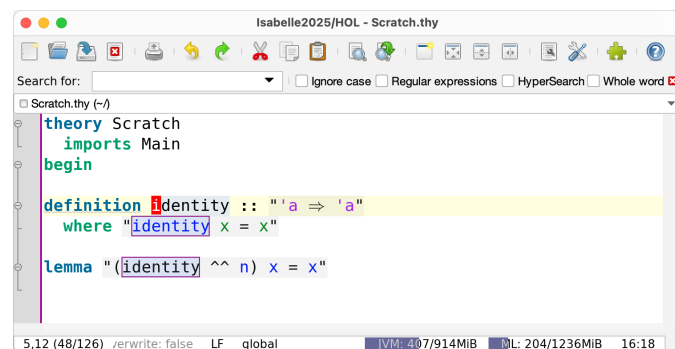 Isabelle2025/HOL - Scratch.thy
Search for: Ignore case Regular expressions HyperSearch Whole word
Scratch.thy (~/)
theory Scratch
imports Main
begin
definition identity :: "'a ⇒ 'a"
where "identity x = x"
lemma "(identity ^^ n) x = x"
5,12 (48/126) verwrite: false LF global JVM: 407/914MiB ML: 204/1236MiB 16:18